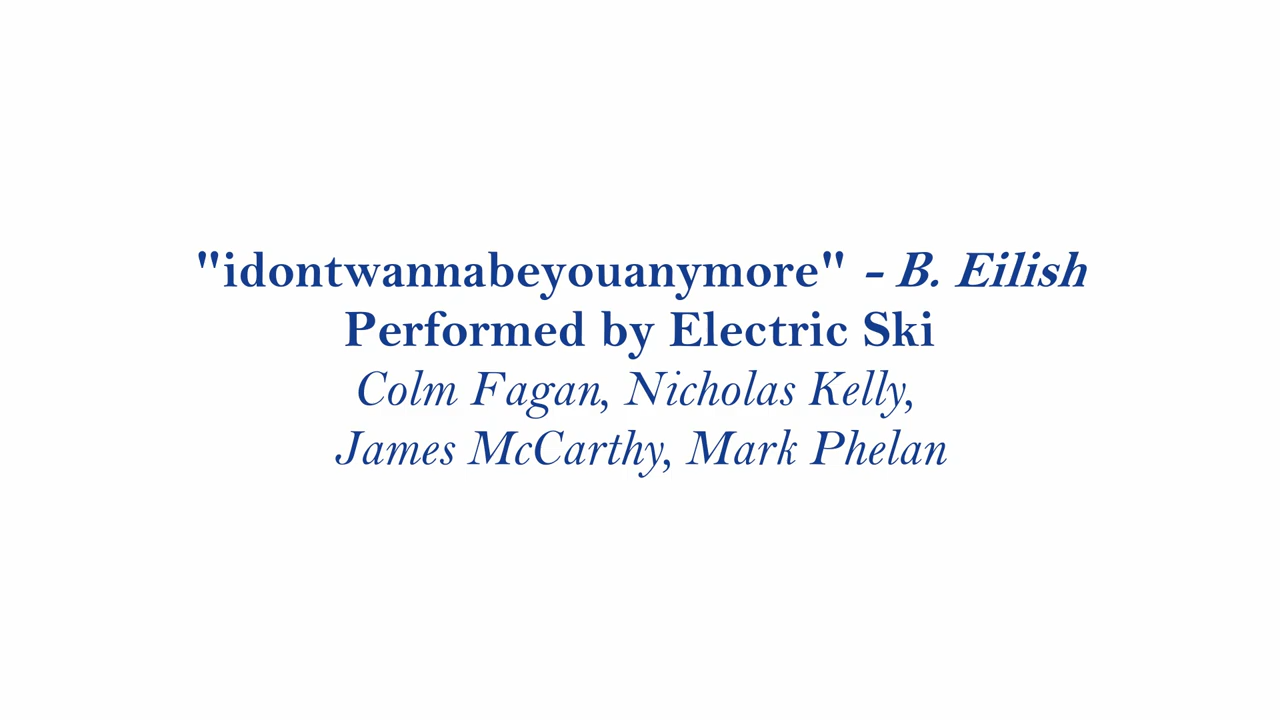 "idontwannabeyouanymore" - B. Eilish
Performed by Electric Ski
Colm Fagan, Nicholas Kelly,
James McCarthy, Mark Phelan